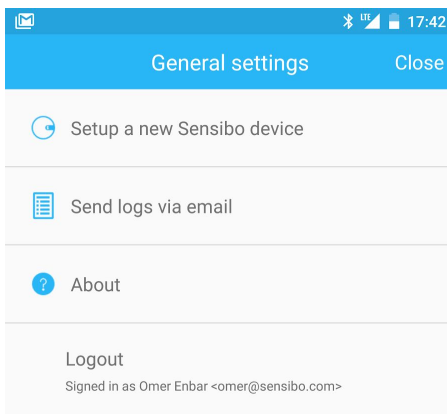 LTE 17:42
General settings Close
Setup a new Sensibo device
Send logs via email
? About
Logout
Signed in as Omer Enbar <omer@sensibo.com>